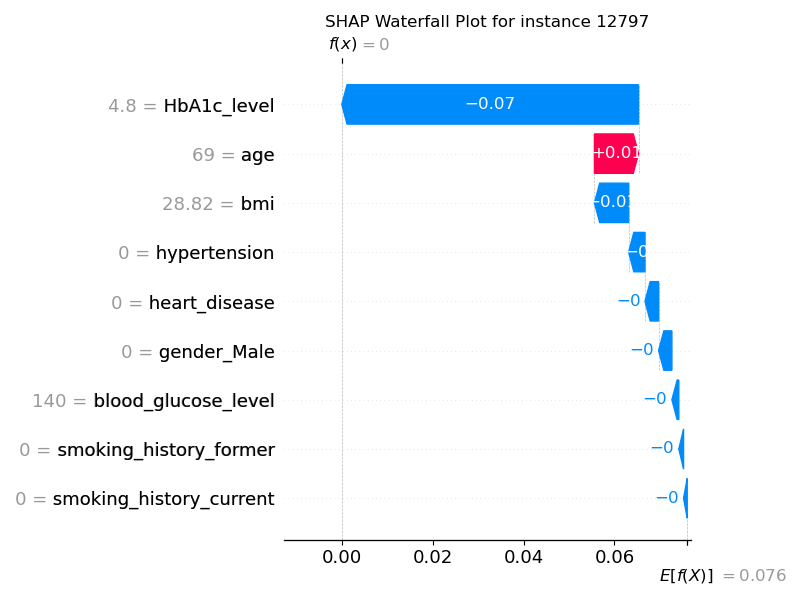 SHAP Waterfall Plot for instance 12797
f(x) = 0
4.8 = HbA1c_level
−0.07
69 = age
+0.01
28.82 = bmi
−0.01
0 = hypertension
−0
0 = heart_disease
−0
0 = gender_Male
−0
140 = blood_glucose_level
−0
0 = smoking_history_former
−0
0 = smoking_history_current
−0
0.00 0.02 0.04 0.06
E[f(X)] = 0.076